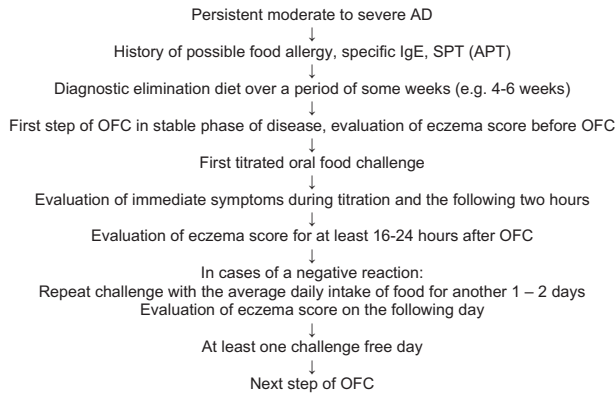 Persistent moderate to severe AD
↓
History of possible food allergy, specific IgE, SPT (APT)
↓
Diagnostic elimination diet over a period of some weeks (e.g. 4-6 weeks)
↓
First step of OFC in stable phase of disease, evaluation of eczema score before OFC
↓
First titrated oral food challenge
↓
Evaluation of immediate symptoms during titration and the following two hours
↓
Evaluation of eczema score for at least 16-24 hours after OFC
↓
In cases of a negative reaction:
Repeat challenge with the average daily intake of food for another 1 – 2 days
Evaluation of eczema score on the following day
↓
At least one challenge free day
↓
Next step of OFC